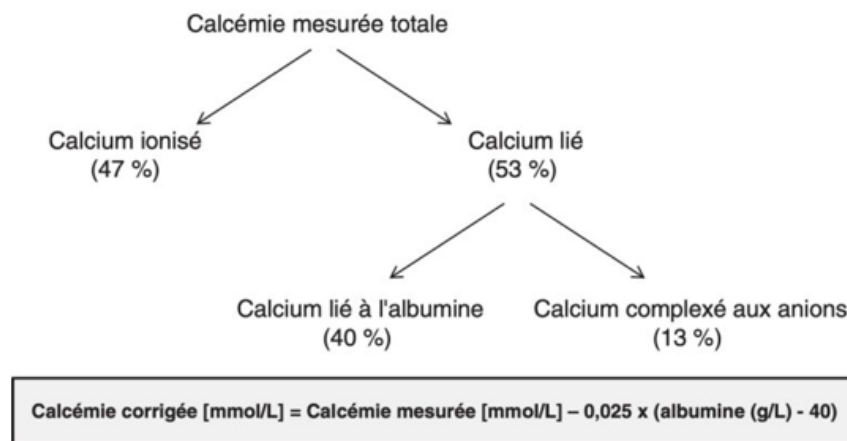 Calcémie mesurée totale
Calcium ionisé
(47 %)
Calcium lié
(53 %)
Calcium lié à l'albumine
(40 %)
Calcium complexé aux anions
(13 %)
Calcémie corrigée [mmol/L] = Calcémie mesurée [mmol/L] – 0,025 x (albumine (g/L) - 40)